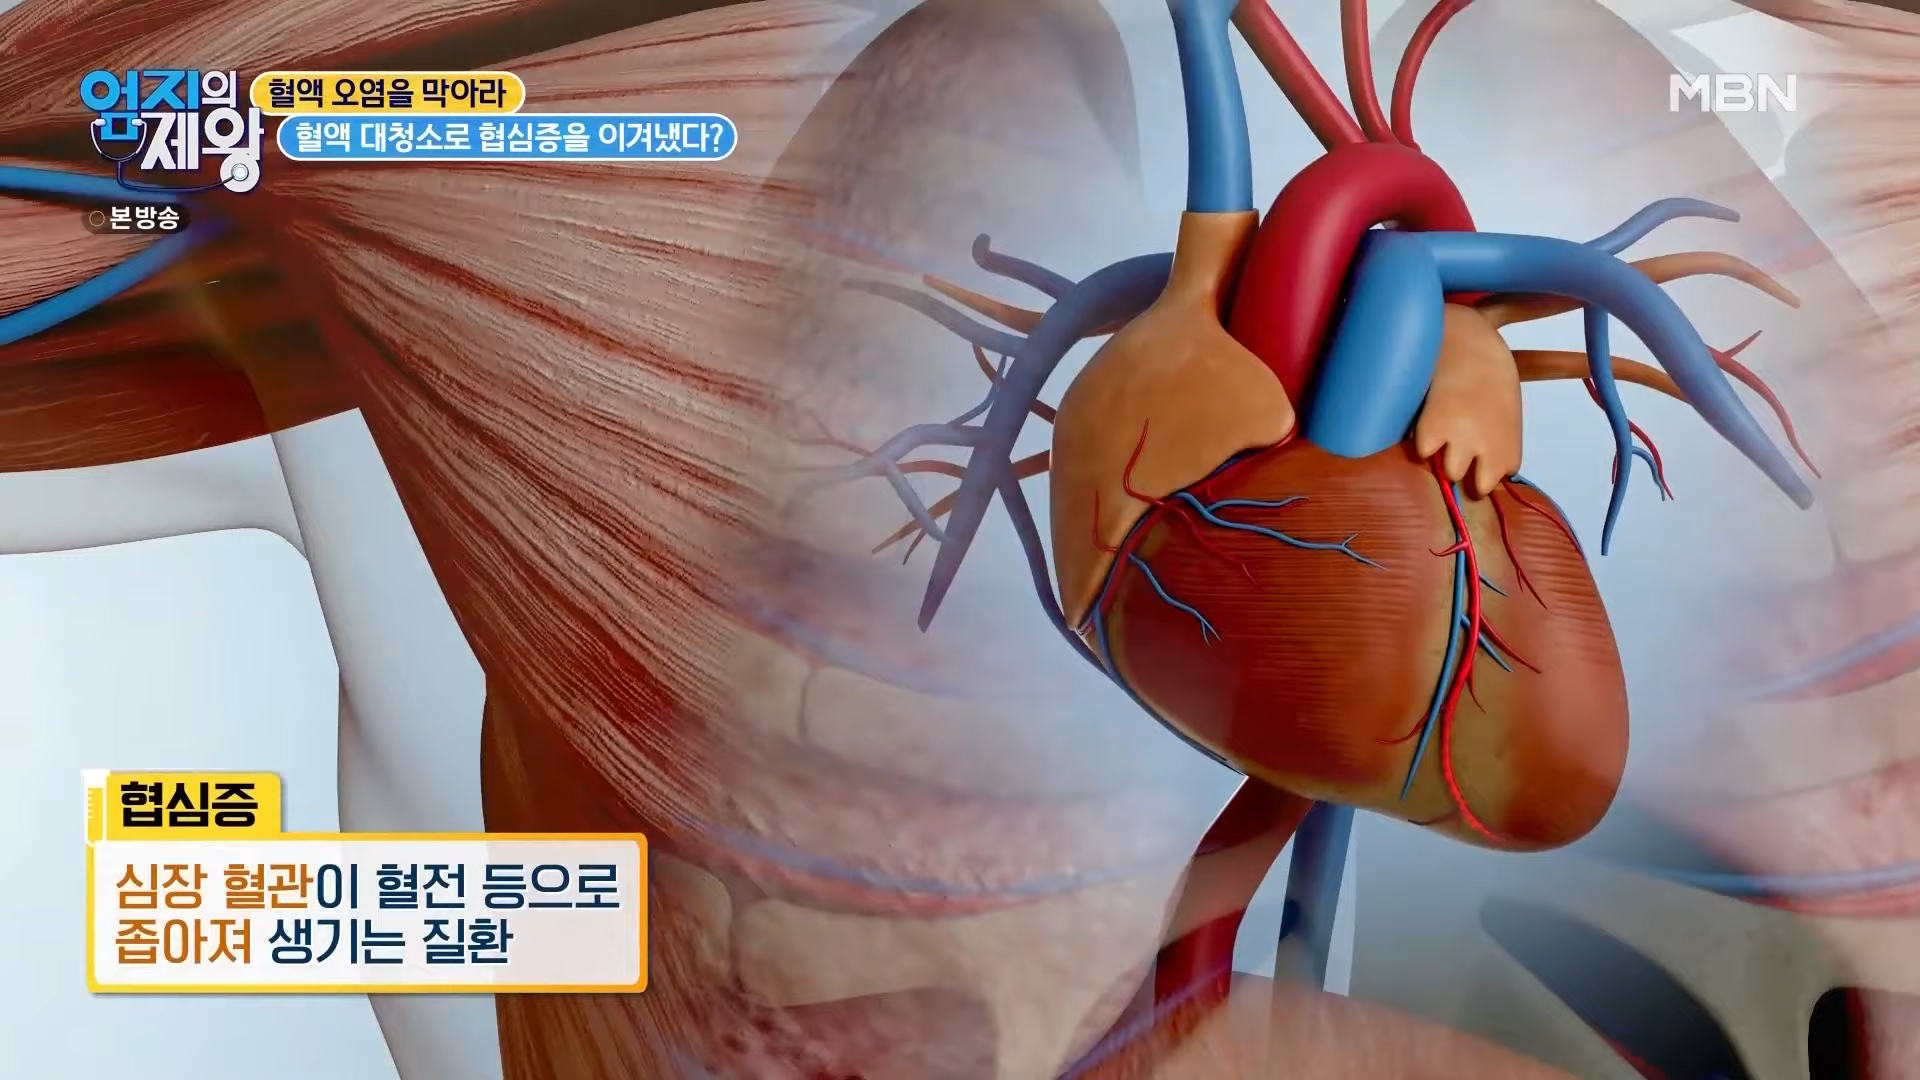 엄지의 제왕
혈액 오염을 막아라
혈액 대청소로 협심증을 이겨냈다?
MBN
본방송
협심증
심장 혈관이 혈전 등으로
좁아져 생기는 질환